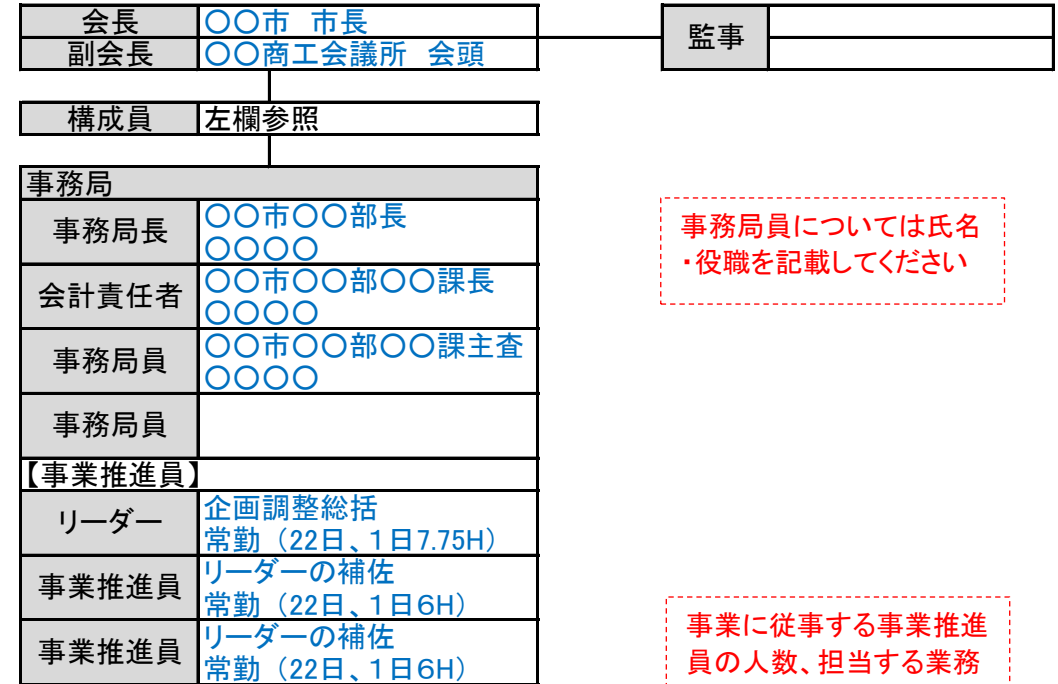 会長 〇〇市 市長
副会長 〇〇商工会議所 会頭
監事
構成員 左欄参照
事務局
事務局長 〇〇市〇〇部長
〇〇〇〇
会計責任者 〇〇市〇〇部〇〇課長
〇〇〇〇
事務局員 〇〇市〇〇部〇〇課主査
〇〇〇〇
事務局員
【事業推進員】
リーダー 企画調整総括
常勤（22日、１日7.75H）
事業推進員 リーダーの補佐
常勤（22日、１日６H）
事業推進員 リーダーの補佐
常勤（22日、１日６H）
事務局員については氏名
・役職を記載してください
事業に従事する事業推進
員の人数、担当する業務